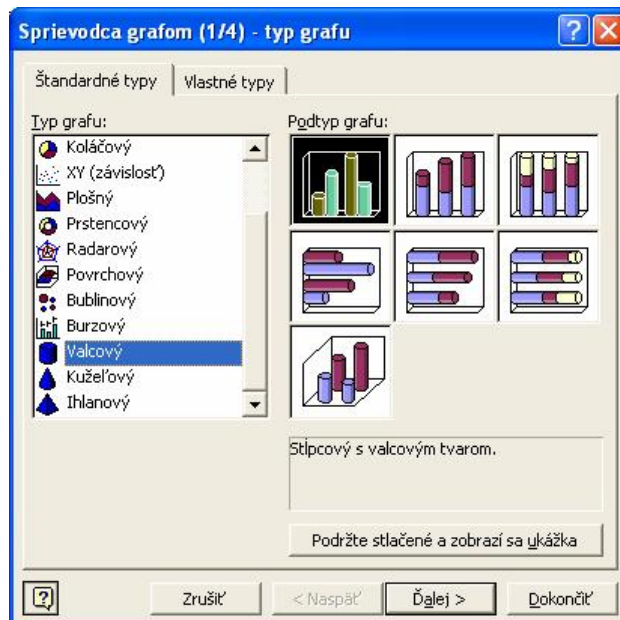 Sprievodca grafom (1/4) - typ grafu
Štandardné typy
Vlastné typy
Typ grafu:
Koláčový
XY (závislosť)
Plošný
Prstencový
Radarový
Povrchový
Bublinový
Burzový
Valcový
Kužeľový
Ihlanový
Podtyp grafu:
Stĺpcový s valcovým tvarom.
Podržte stlačené a zobrazí sa ukážka
Zrušiť
< Naspäť
Ďalej >
Dokončiť